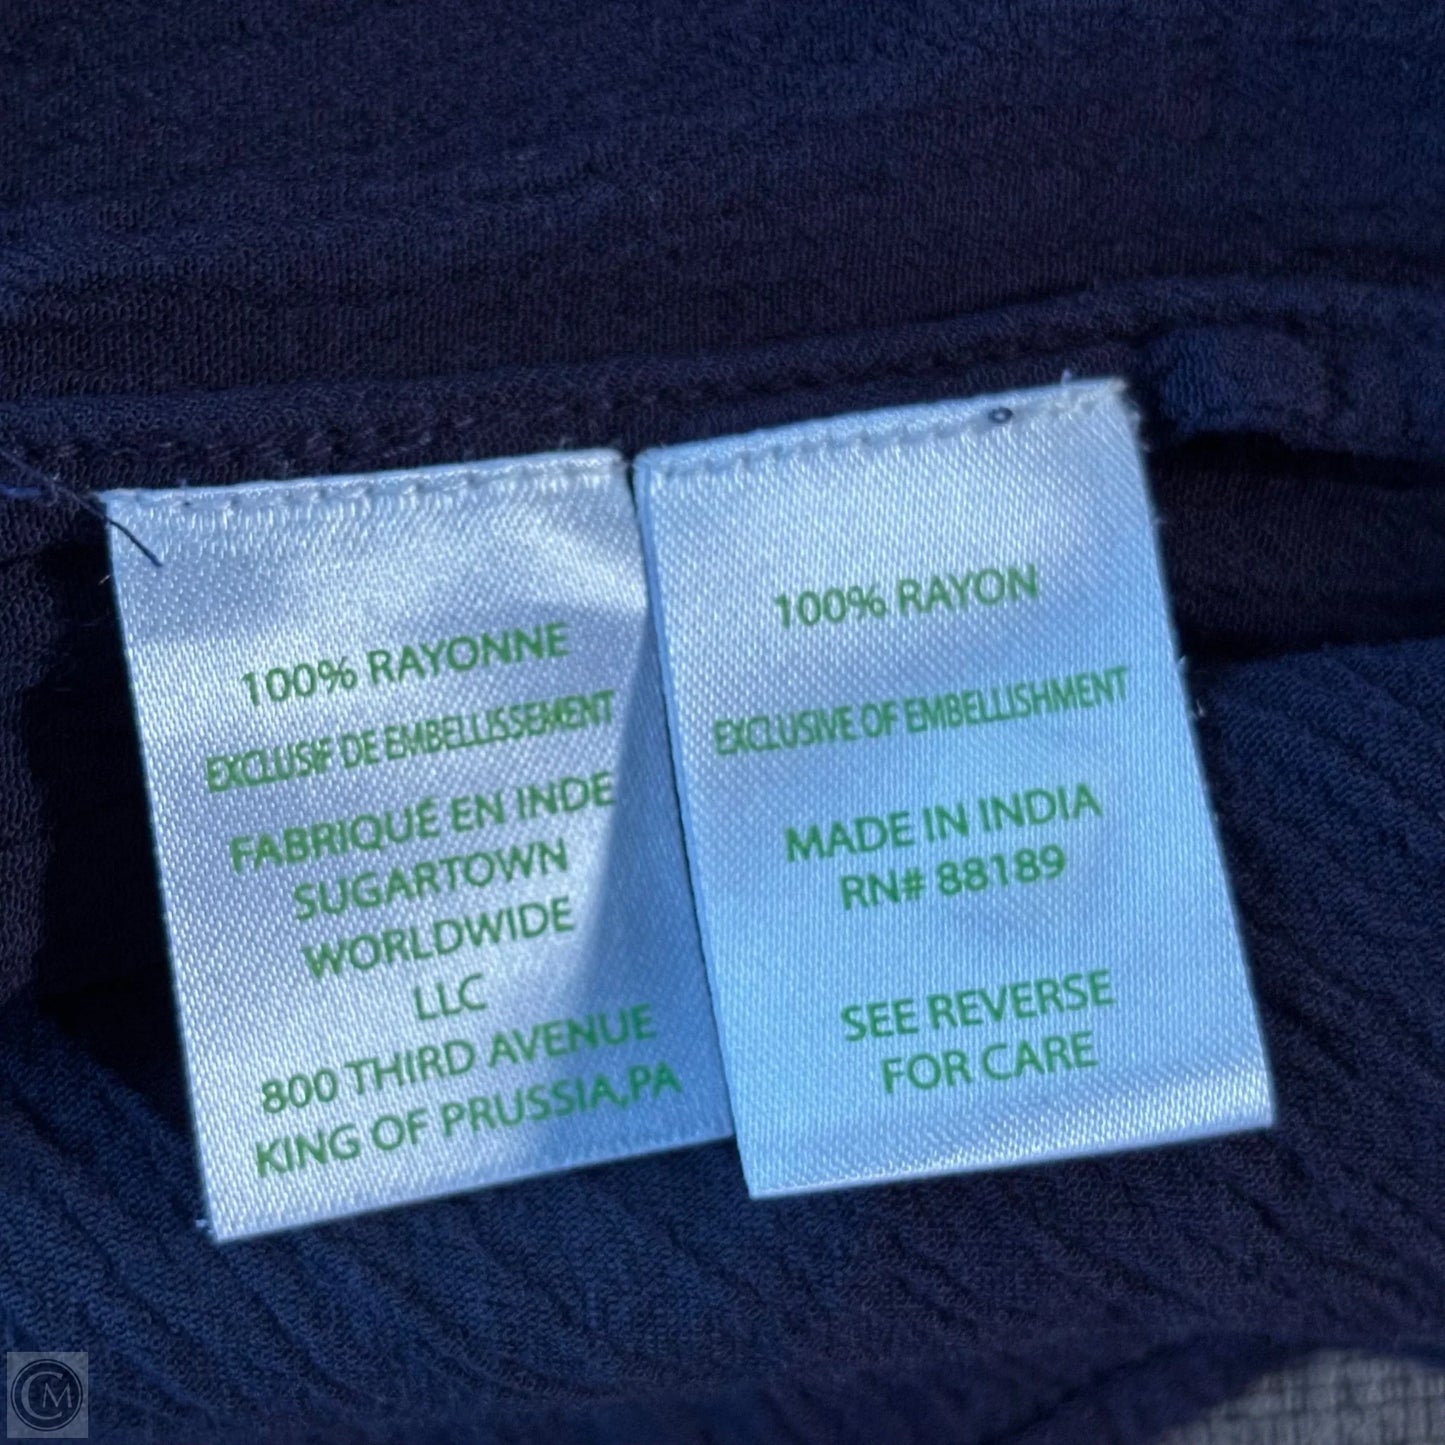 100% RAYONNE
EXCLUSIF DE EMBELLISSEMENT
FABRIQUÉ EN INDE
SUGARTOWN
WORLDWIDE
LLC
800 THIRD AVENUE
KING OF PRUSSIA,PA
100% RAYON
EXCLUSIVE OF EMBELLISHMENT
MADE IN INDIA
RN# 88189
SEE REVERSE
FOR CARE
CM